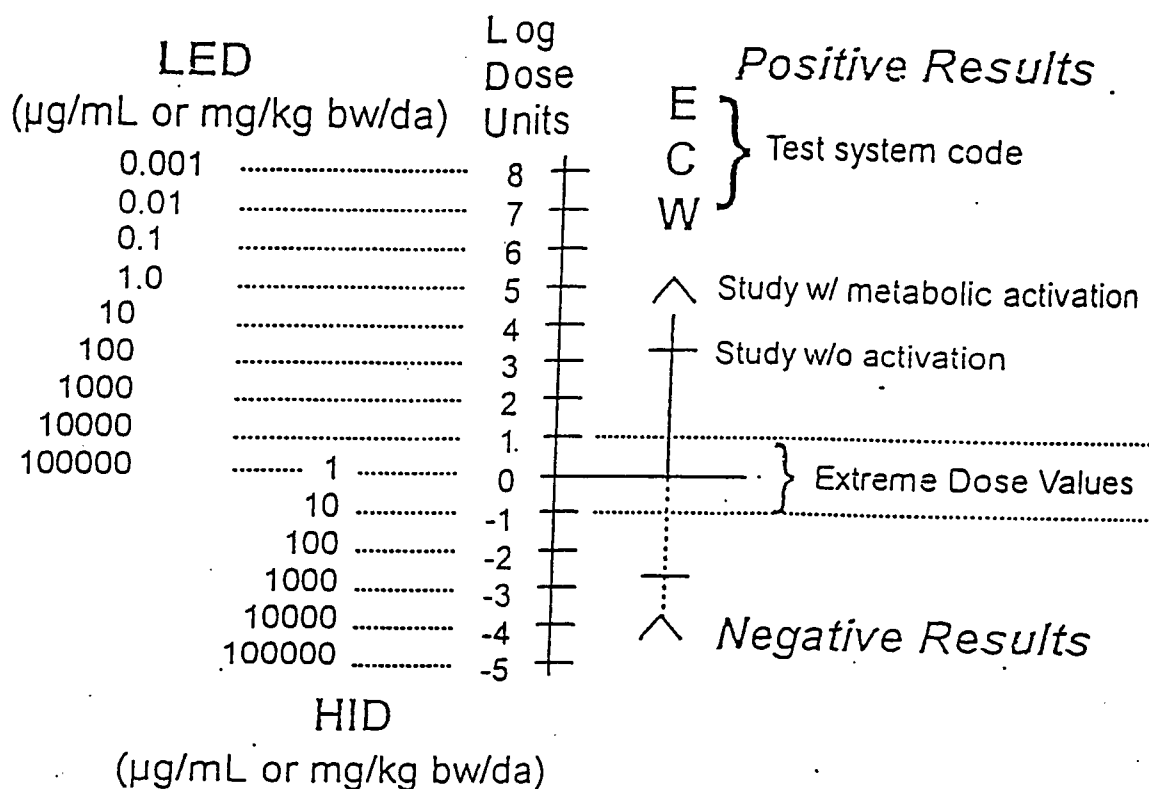 LED
(µg/mL or mg/kg bw/da)
Log
Dose
Units
Positive Results
E
C
W
Test system code
0.001 8
0.01 7
0.1 6
1.0 5
Study w/ metabolic activation
10 4
100 3
Study w/o activation
1000 2
10000 1
100000 1 0
Extreme Dose Values
10 -1
100 -2
1000 -3
10000 -4
Negative Results
100000 -5
HID
(µg/mL or mg/kg bw/da)